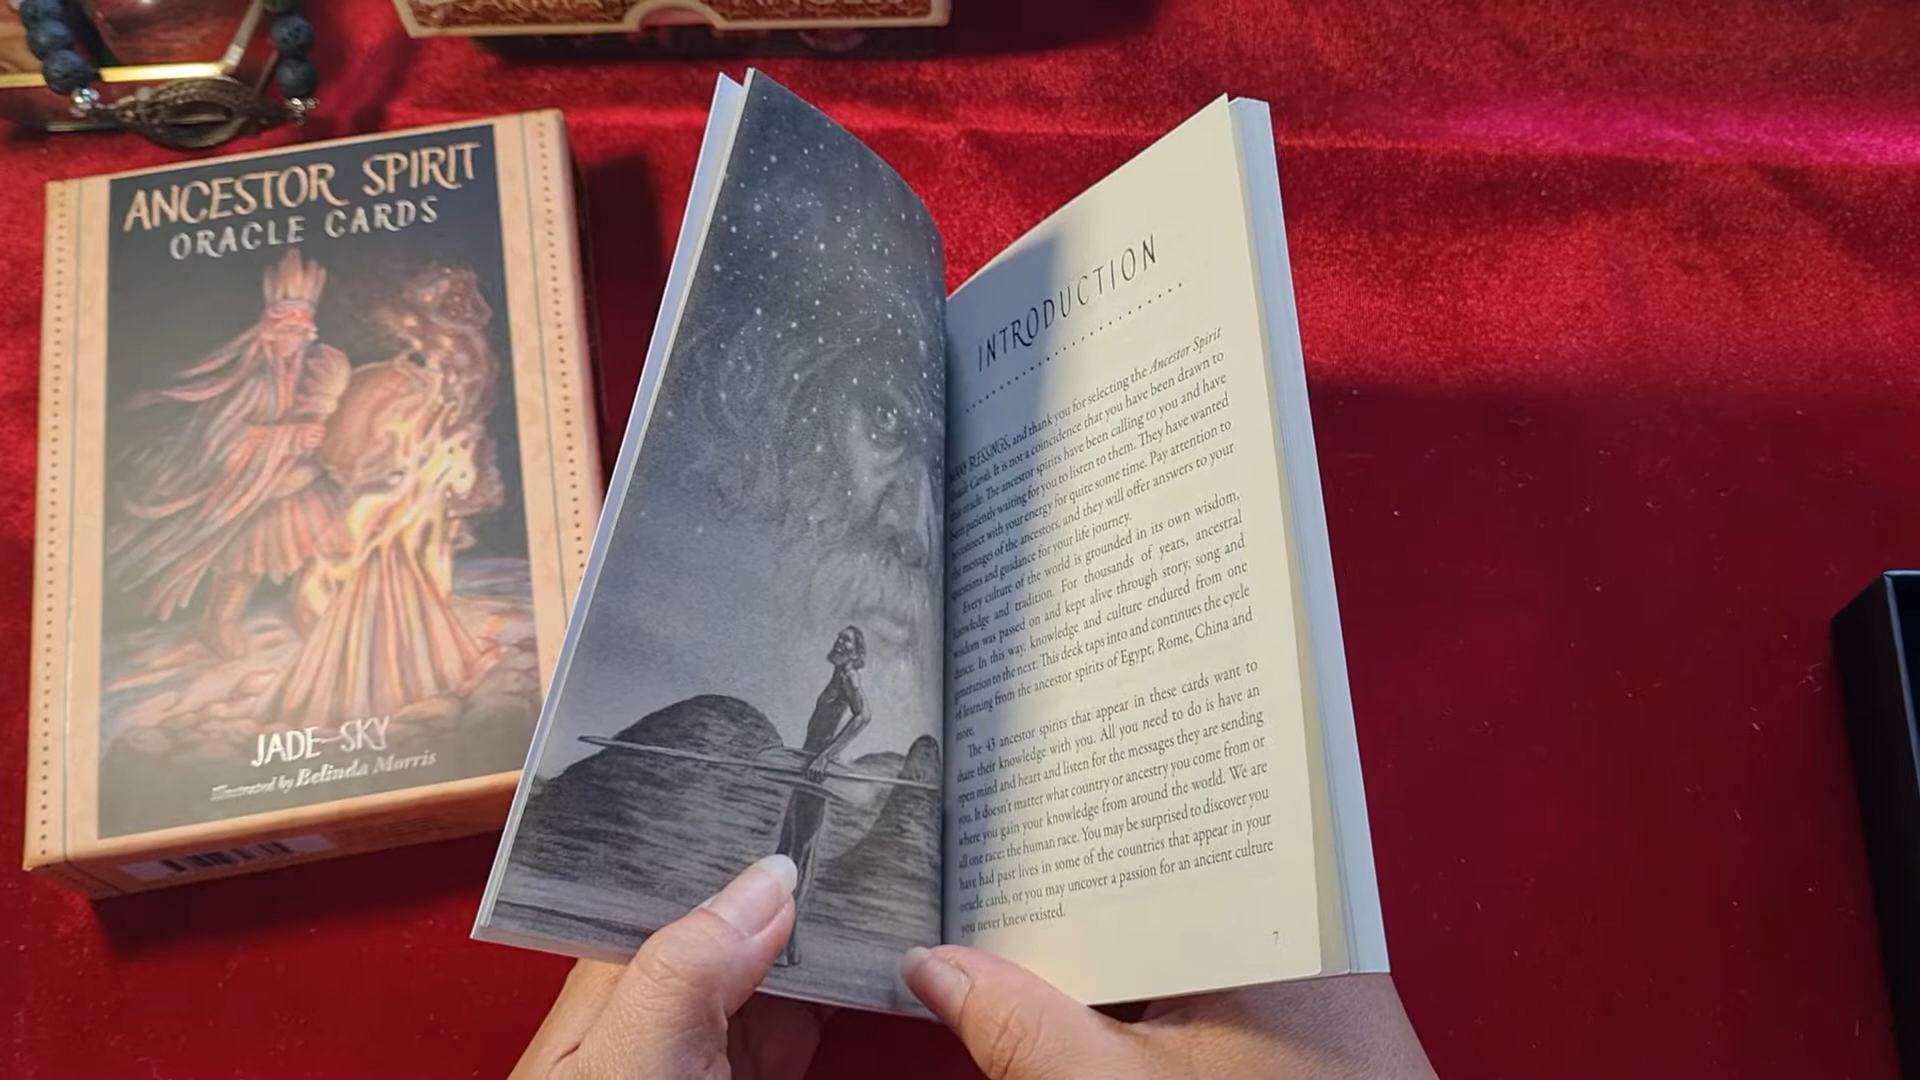 ANCESTOR SPIRIT
ORACLE CARDS
JADE-SKY
Illustrated by Belinda Morris
INTRODUCTION
MANY BLESSINGS, and thank you for selecting the Ancestor Spirit
Oracle Cards. It is not a coincidence that you have been drawn to
this oracle. The ancestor spirits have been calling to you and have
been patiently waiting for you to listen to them. They have wanted
to connect with your energy for quite some time. Pay attention to
the messages of the ancestors, and they will offer answers to your
questions and guidance for your life journey.
Every culture of the world is grounded in its own wisdom,
knowledge and tradition. For thousands of years, ancestral
wisdom was passed on and kept alive through story, song and
dance. In this way, knowledge and culture endured from one
generation to the next. This deck taps into and continues the cycle
of learning from the ancestor spirits of Egypt, Rome, China and
more.
The 43 ancestor spirits that appear in these cards want to
share their knowledge with you. All you need to do is have an
open mind and heart and listen for the messages they are sending
you. It doesn't matter what country or ancestry you come from or
where you gain your knowledge from around the world. We are
all one race: the human race. You may be surprised to discover you
have had past lives in some of the countries that appear in your
oracle cards, or you may uncover a passion for an ancient culture
you never knew existed.
7